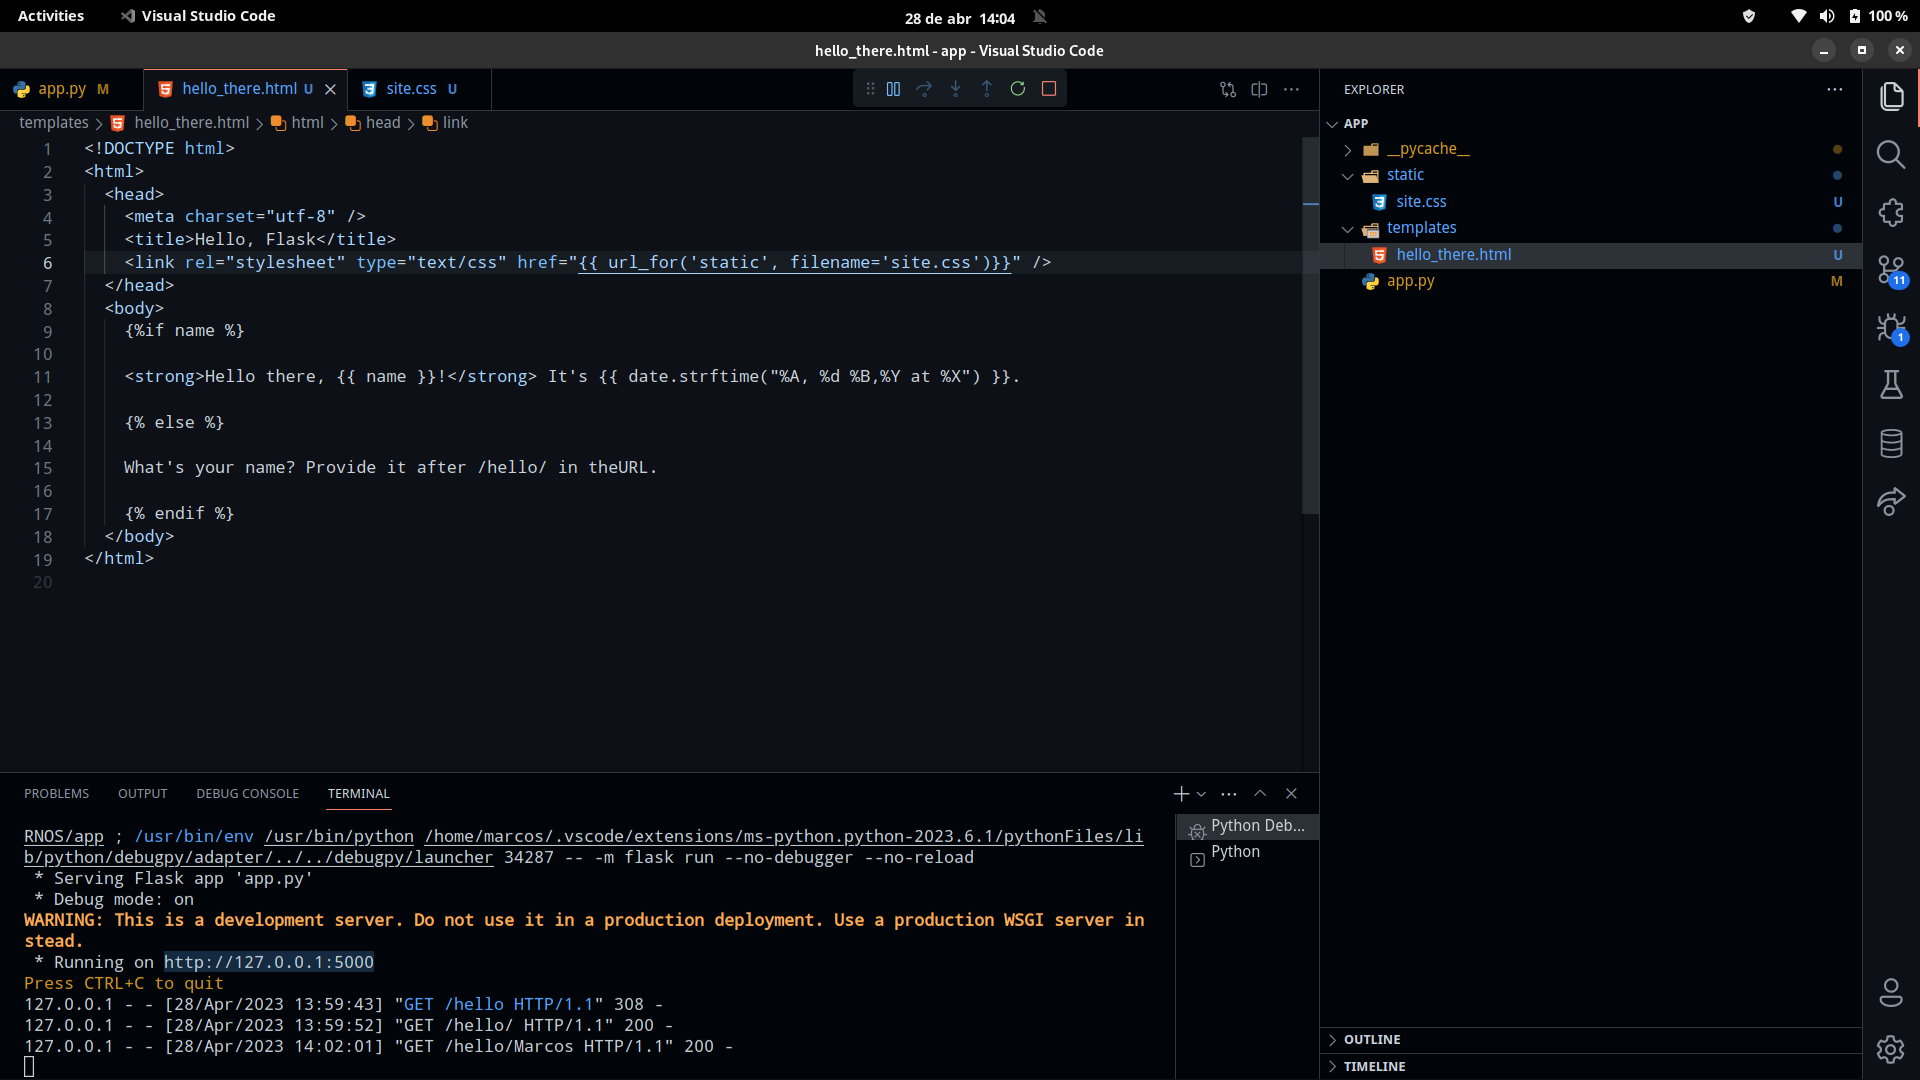 Activities
Visual Studio Code
28 de abr 14:04
100 %
hello_there.html - app - Visual Studio Code
app.py M
hello_there.html U
site.css U
templates > hello_there.html > html > head > link
1 <!DOCTYPE html>
2 <html>
3 <head>
4 <meta charset="utf-8" />
5 <title>Hello, Flask</title>
6 <link rel="stylesheet" type="text/css" href="{{ url_for('static', filename='site.css')}}" />
7 </head>
8 <body>
9 {%if name %}
10
11 <strong>Hello there, {{ name }}!</strong> It's {{ date.strftime("%A, %d %B,%Y at %X") }}.
12
13 {% else %}
14
15 What's your name? Provide it after /hello/ in theURL.
16
17 {% endif %}
18 </body>
19 </html>
20
PROBLEMS OUTPUT DEBUG CONSOLE TERMINAL
RNOS/app ; /usr/bin/env /usr/bin/python /home/marcos/.vscode/extensions/ms-python.python-2023.6.1/pythonFiles/li
b/python/debugpy/adapter/../../debugpy/launcher 34287 -- -m flask run --no-debugger --no-reload
* Serving Flask app 'app.py'
* Debug mode: on
WARNING: This is a development server. Do not use it in a production deployment. Use a production WSGI server in
stead.
* Running on http://127.0.0.1:5000
Press CTRL+C to quit
127.0.0.1 - - [28/Apr/2023 13:59:43] "GET /hello HTTP/1.1" 308 -
127.0.0.1 - - [28/Apr/2023 13:59:52] "GET /hello/ HTTP/1.1" 200 -
127.0.0.1 - - [28/Apr/2023 14:02:01] "GET /hello/Marcos HTTP/1.1" 200 -
Python Deb...
Python
EXPLORER
APP
__pycache__
static
site.css U
templates
hello_there.html U
app.py M
OUTLINE
TIMELINE
11
1